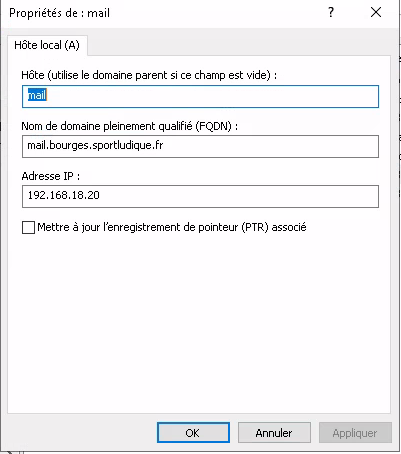 Propriétés de : mail
Hôte local (A)
Hôte (utilise le domaine parent si ce champ est vide) :
mail
Nom de domaine pleinement qualifié (FQDN) :
mail.bourges.sportludique.fr
Adresse IP :
192.168.18.20
Mettre à jour l'enregistrement de pointeur (PTR) associé
OK
Annuler
Appliquer